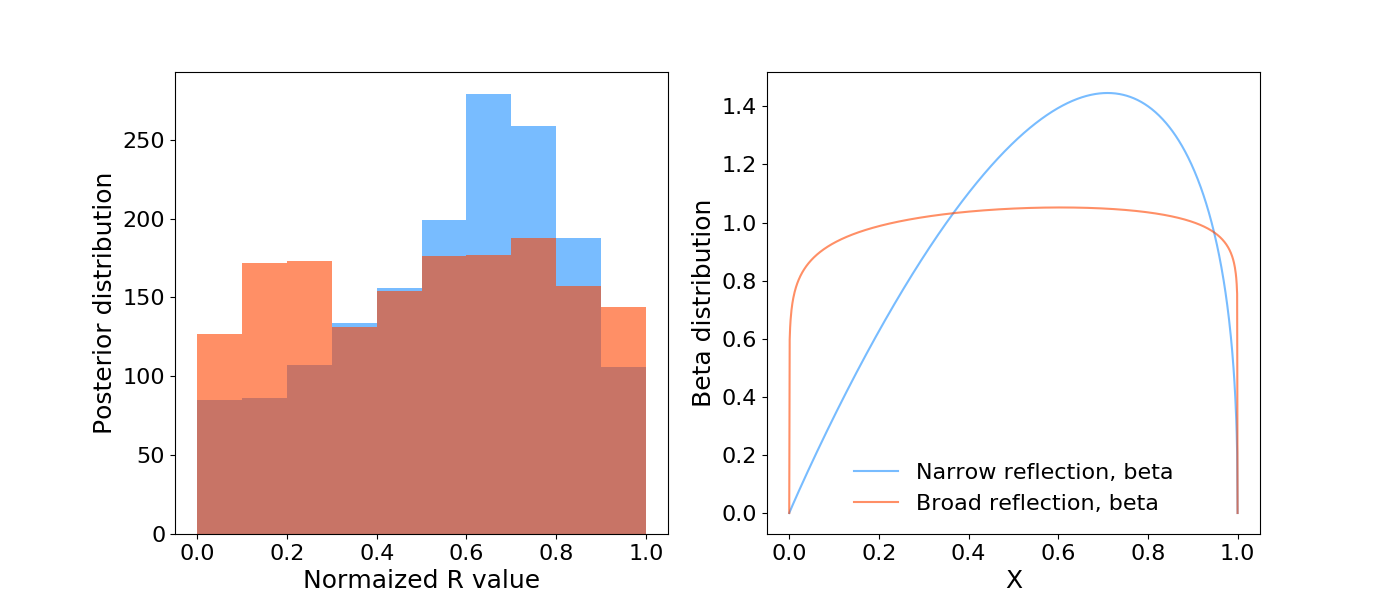 Posterior distribution
250
200
150
100
50
0
0.0 0.2 0.4 0.6 0.8 1.0
Normaized R value
Beta distribution
1.4
1.2
1.0
0.8
0.6
0.4
0.2
0.0
Narrow reflection, beta
Broad reflection, beta
0.0 0.2 0.4 0.6 0.8 1.0
X